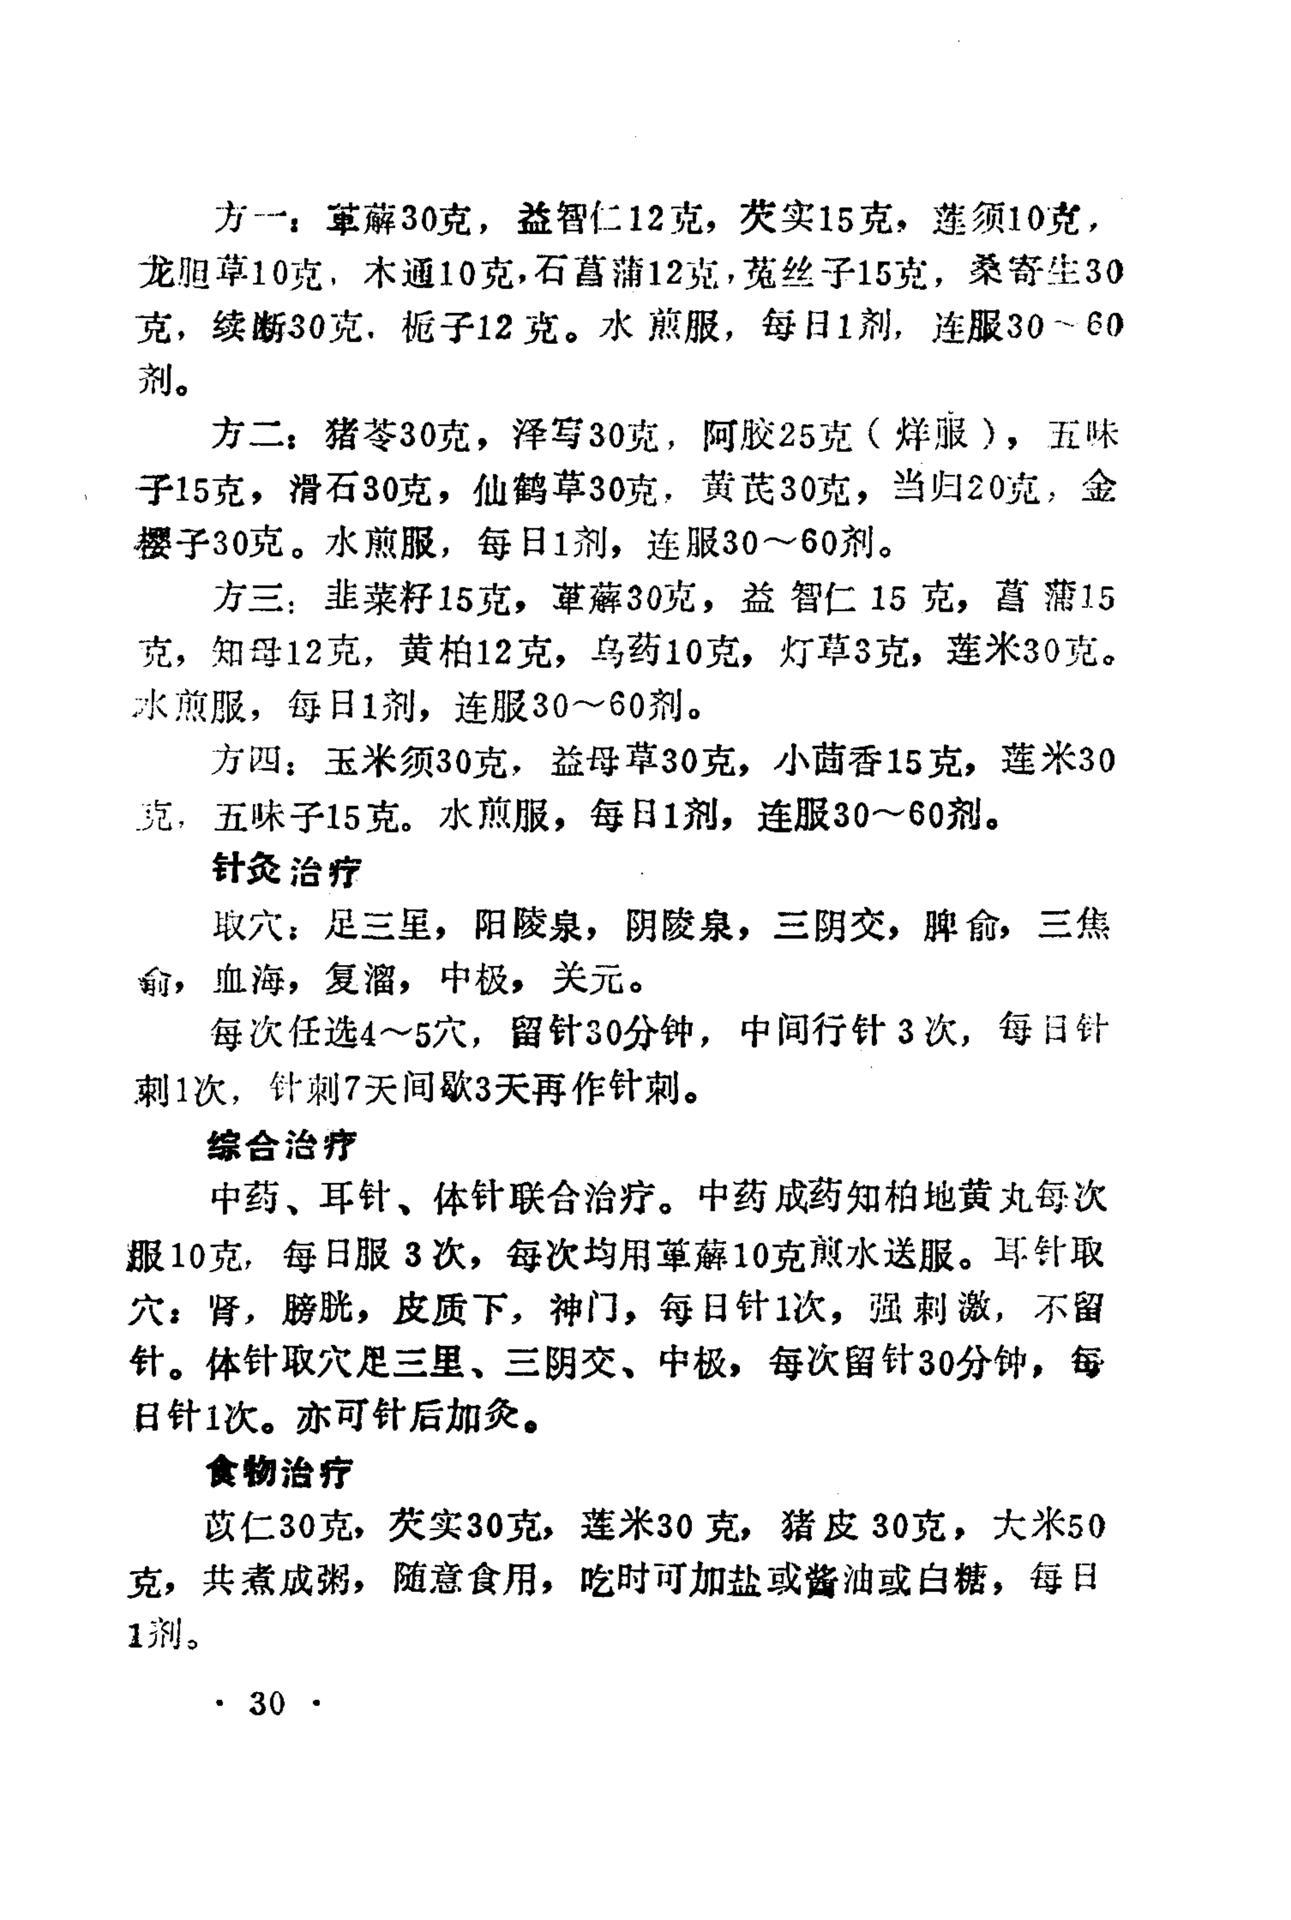 方一：萆薢30克，益智仁12克，芡实15克，莲须10克，
龙胆草10克，木通10克，石菖蒲12克，菟丝子15克，桑寄生30
克，续断30克，栀子12克。水煎服，每日1剂，连服30～60
剂。
方二：猪苓30克，泽写30克，阿胶25克（烊服），五味
子15克，滑石30克，仙鹤草30克，黄芪30克，当归20克，金
樱子30克。水煎服，每日1剂，连服30～60剂。
方三：韭菜籽15克，萆薢30克，益智仁15克，菖蒲15
克，知母12克，黄柏12克，乌药10克，灯草3克，莲米30克。
水煎服，每日1剂，连服30～60剂。
方四：玉米须30克，益母草30克，小茴香15克，莲米30
克，五味子15克。水煎服，每日1剂，连服30～60剂。
针灸治疗
取穴：足三里，阳陵泉，阴陵泉，三阴交，脾俞，三焦
俞，血海，复溜，中极，关元。
每次任选4～5穴，留针30分钟，中间行针3次，每日针
刺1次，针刺7天间歇3天再作针刺。
综合治疗
中药、耳针、体针联合治疗。中药成药知柏地黄丸每次
服10克，每日服3次，每次均用萆薢10克煎水送服。耳针取
穴：肾，膀胱，皮质下，神门，每日针1次，强刺激，不留
针。体针取穴足三里、三阴交、中极，每次留针30分钟，每
日针1次。亦可针后加灸。
食物治疗
苡仁30克，芡实30克，莲米30克，猪皮30克，大米50
克，共煮成粥，随意食用，吃时可加盐或酱油或白糖，每日
1剂。
·30·